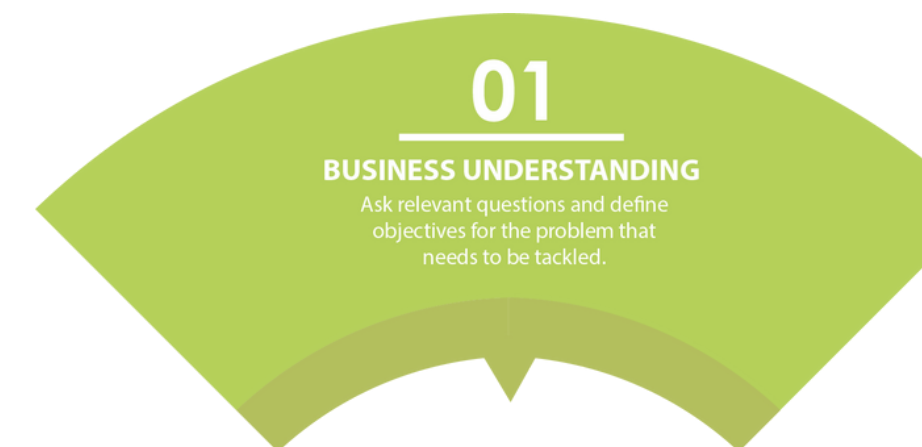 01
BUSINESS UNDERSTANDING
Ask relevant questions and define
objectives for the problem that
needs to be tackled.